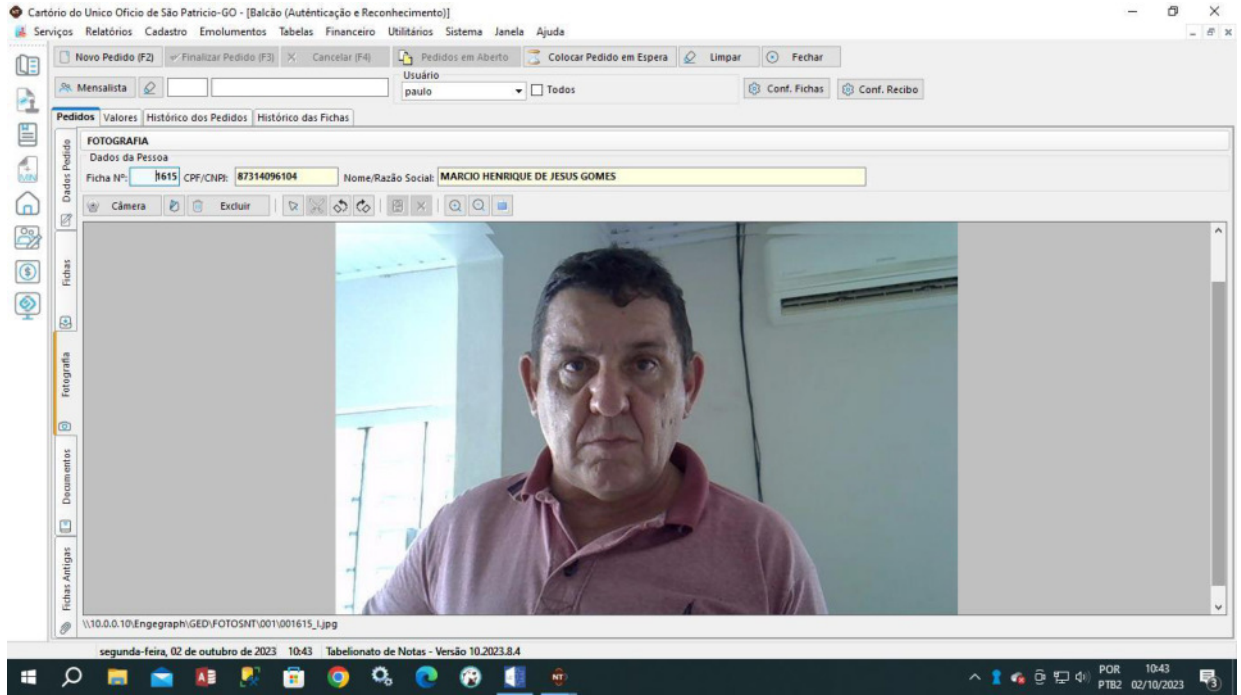 Cartório do Unico Oficio de São Patricio-GO - [Balcão (Auténticação e Reconhecimento)]
Serviços Relatórios Cadastro Emolumentos Tabelas Financeiro Utilitários Sistema Janela Ajuda
Novo Pedido (F2) Finalizar Pedido (F3) Cancelar (F4) Pedidos em Aberto Colocar Pedido em Espera Limpar Fechar
Usuário
Mensalista paulo Todos Conf. Fichas Conf. Recibo
Pedidos Valores Histórico dos Pedidos Histórico das Fichas
FOTOGRAFIA
Dados da Pessoa
Ficha Nº: 1615 CPF/CNPJ: 87314096104 Nome/Razão Social: MARCIO HENRIQUE DE JESUS GOMES
Câmera Excluir
Dados Pedido
Fichas
Fotografia
Documentos
Fichas Antigas
MIN
\\10.0.0.10\Engegraph\GED\FOTOSNT\001\001615_I.jpg
segunda-feira, 02 de outubro de 2023 10:43 Tabelionato de Notas - Versão 10.2023.8.4
NT
POR 10:43
PTB2 02/10/2023
3